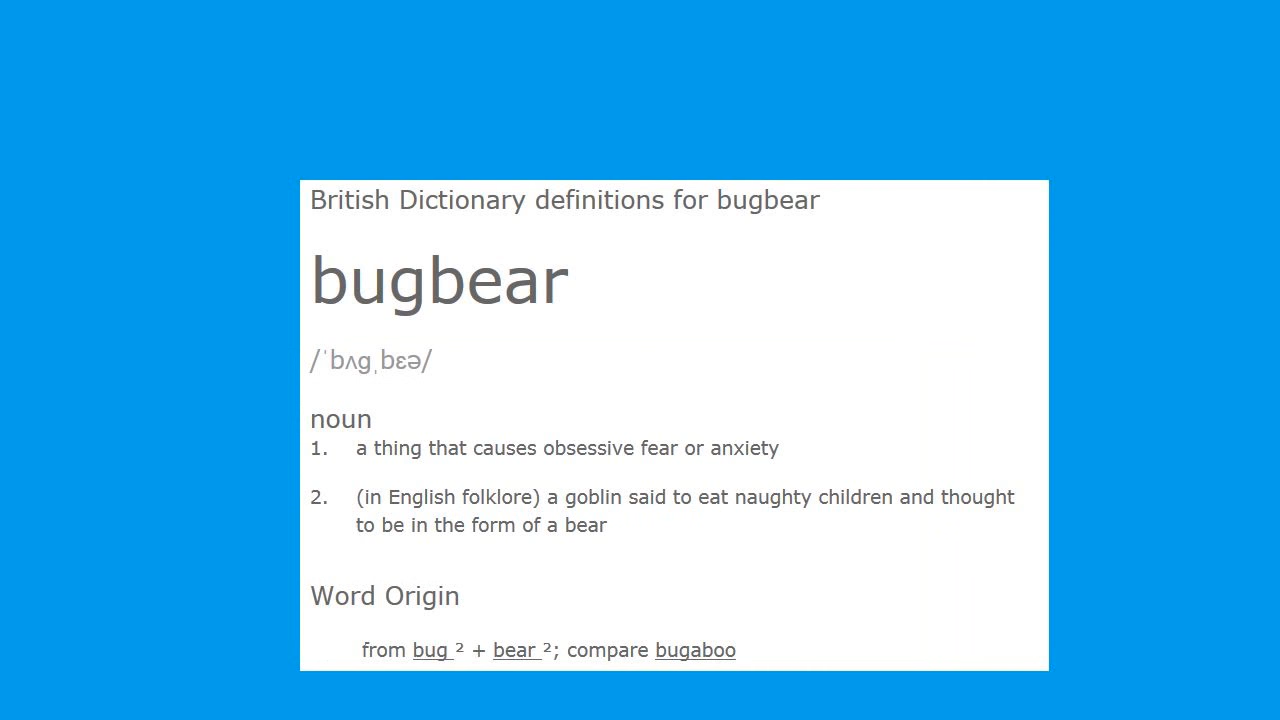 British Dictionary definitions for bugbear
bugbear
/ˈbʌɡˌbɛə/
noun
1. a thing that causes obsessive fear or anxiety
2. (in English folklore) a goblin said to eat naughty children and thought
to be in the form of a bear
Word Origin
from bug ² + bear ²; compare bugaboo